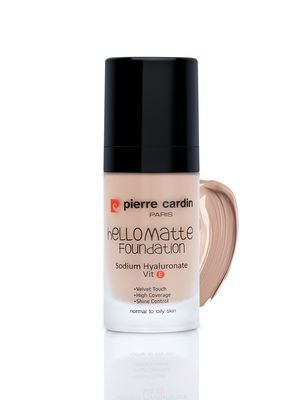 pierre cardin
PARIS
hELLOMATTE
FOUNDATION
Sodium Hyaluronate
Vit E
•Velvet Touch
•High Coverage
•Shine Control
normal to oily skin